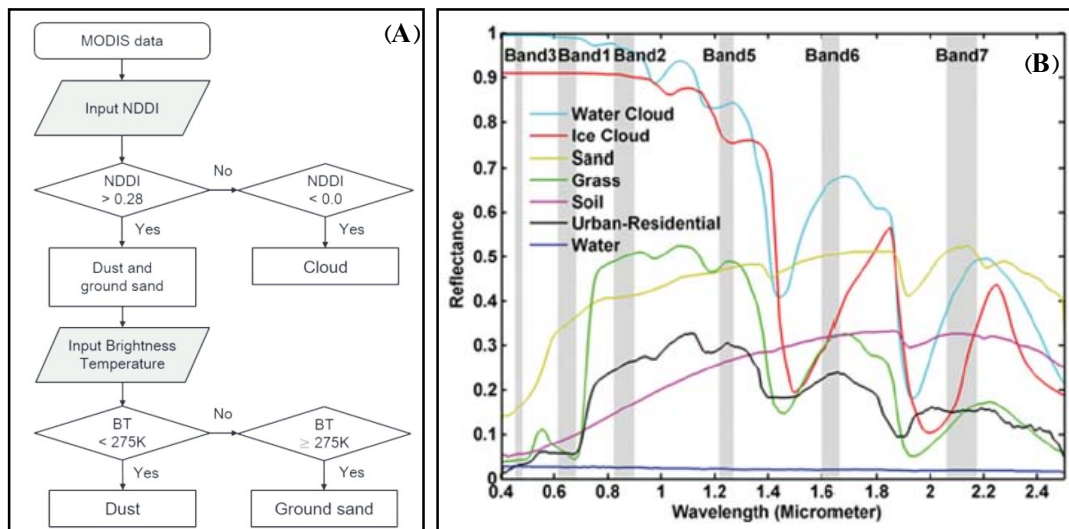 (A)
MODIS data
Input NDDI
NDDI
> 0.28
No
NDDI
< 0.0
Yes
Yes
Dust and
ground sand
Cloud
Input Brightness
Temperature
BT
< 275K
No
BT
≥ 275K
Yes
Yes
Dust
Ground sand
(B)
Band3 Band1 Band2 Band5 Band6 Band7
Water Cloud
Ice Cloud
Sand
Grass
Soil
Urban-Residential
Water
Reflectance
1
0.9
0.8
0.7
0.6
0.5
0.4
0.3
0.2
0.1
0
0.4 0.6 0.8 1 1.2 1.4 1.6 1.8 2 2.2 2.4
Wavelength (Micrometer)